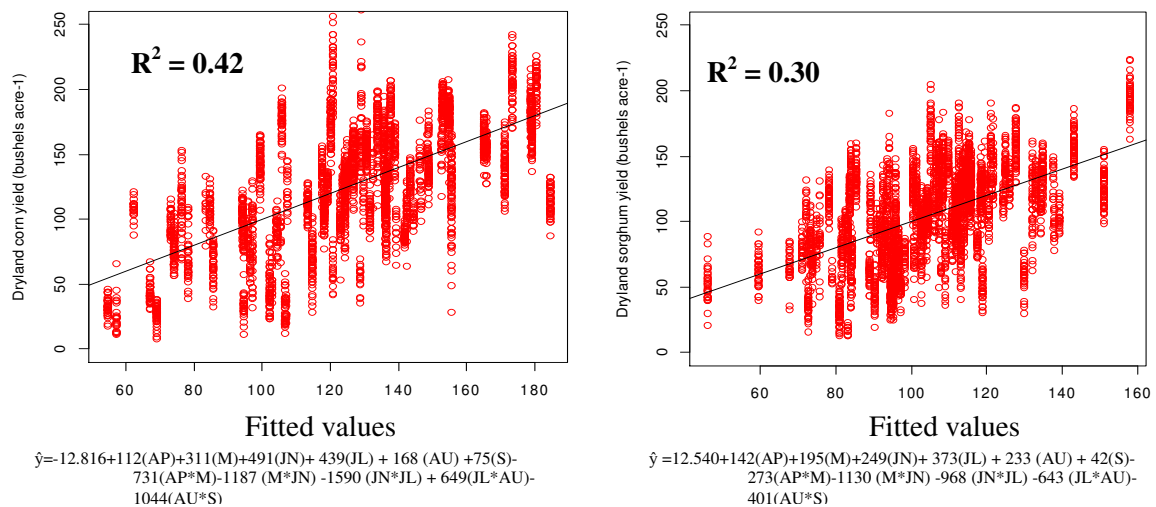 R² = 0.42
Dryland corn yield (bushels acre-1)
250
200
150
100
50
0
60 80 100 120 140 160 180
Fitted values
ŷ=-12.816+112(AP)+311(M)+491(JN)+ 439(JL) + 168 (AU) +75(S)-
731(AP*M)-1187 (M*JN) -1590 (JN*JL) + 649(JL*AU)-
1044(AU*S)
R² = 0.30
Dryland sorghum yield (bushels acre-1)
250
200
150
100
50
0
60 80 100 120 140 160
Fitted values
ŷ =12.540+142(AP)+195(M)+249(JN)+ 373(JL) + 233 (AU) + 42(S)-
273(AP*M)-1130 (M*JN) -968 (JN*JL) -643 (JL*AU)-
401(AU*S)